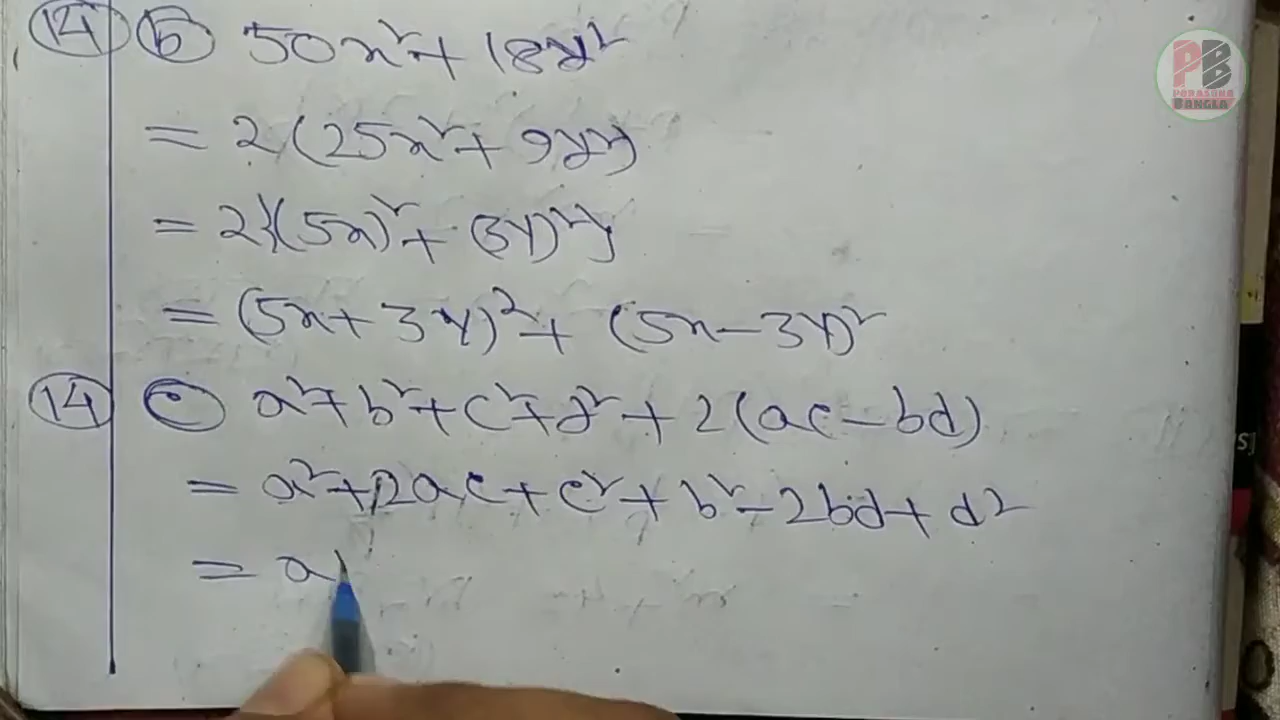 14 b 50x² + 18y²
= 2(25x² + 9y²)
= 2{(5x)² + (3y)²}
= (5x + 3y)² + (5x - 3y)²
14 c a² + b² + c² + d² + 2(ac - bd)
= a² + 2ac + c² + b² - 2bd + d²
= a
PB
PORASONA
BANGLA